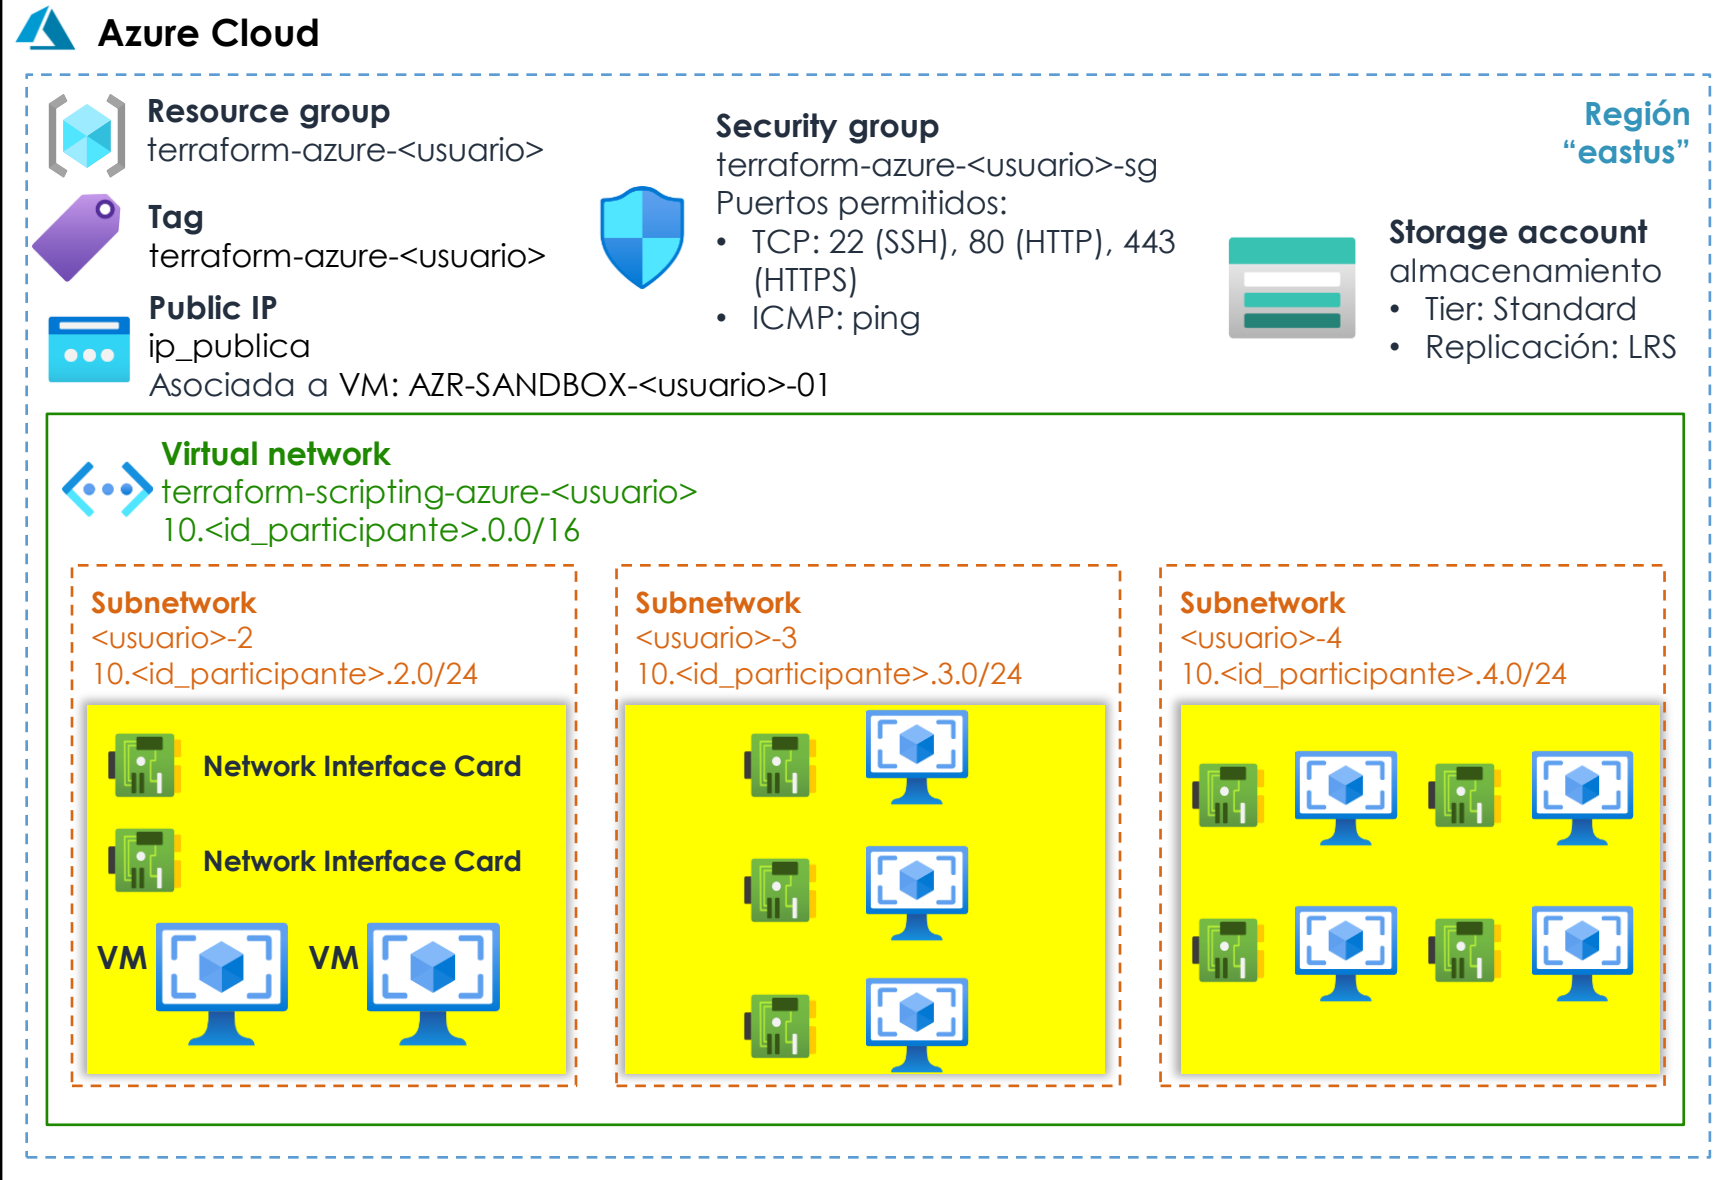 Azure Cloud
Resource group
terraform-azure-<usuario>
Tag
terraform-azure-<usuario>
Public IP
ip_publica
Asociada a VM: AZR-SANDBOX-<usuario>-01
Security group
terraform-azure-<usuario>-sg
Puertos permitidos:
• TCP: 22 (SSH), 80 (HTTP), 443
(HTTPS)
• ICMP: ping
Región
“eastus”
Storage account
almacenamiento
• Tier: Standard
• Replicación: LRS
Virtual network
terraform-scripting-azure-<usuario>
10.<id_participante>.0.0/16
Subnetwork
<usuario>-2
10.<id_participante>.2.0/24
Network Interface Card
Network Interface Card
VM
VM
Subnetwork
<usuario>-3
10.<id_participante>.3.0/24
Subnetwork
<usuario>-4
10.<id_participante>.4.0/24